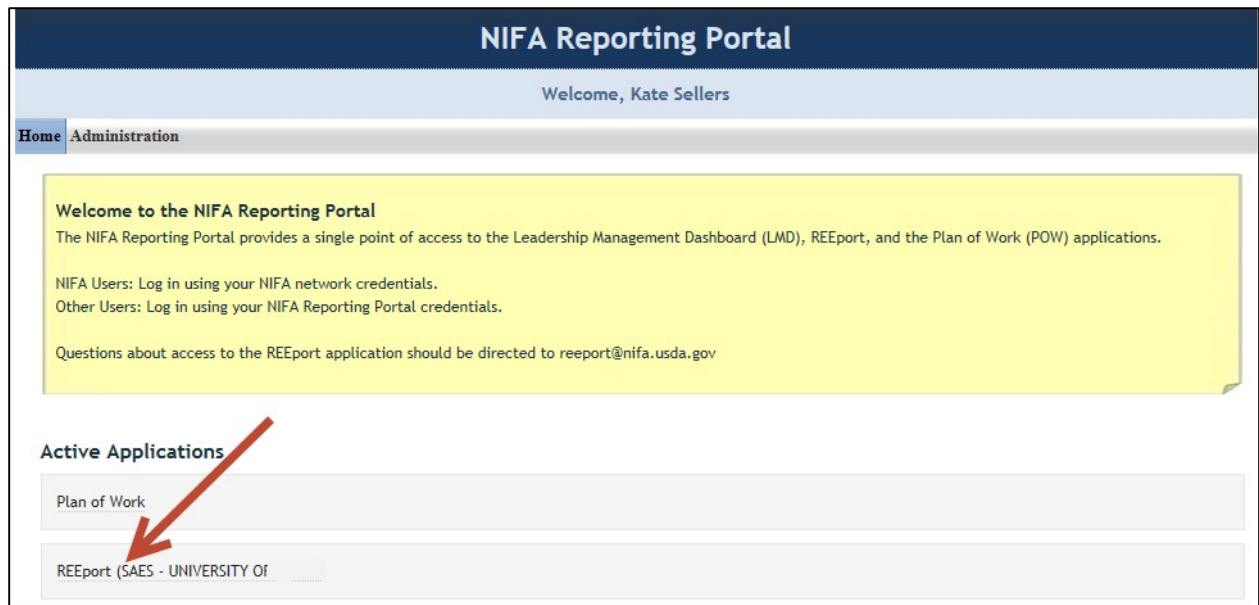 NIFA Reporting Portal
Welcome, Kate Sellers
Home Administration
Welcome to the NIFA Reporting Portal
The NIFA Reporting Portal provides a single point of access to the Leadership Management Dashboard (LMD), REEport, and the Plan of Work (POW) applications.
NIFA Users: Log in using your NIFA network credentials.
Other Users: Log in using your NIFA Reporting Portal credentials.
Questions about access to the REEport application should be directed to reeport@nifa.usda.gov
Active Applications
Plan of Work
REEport (SAES - UNIVERSITY OF